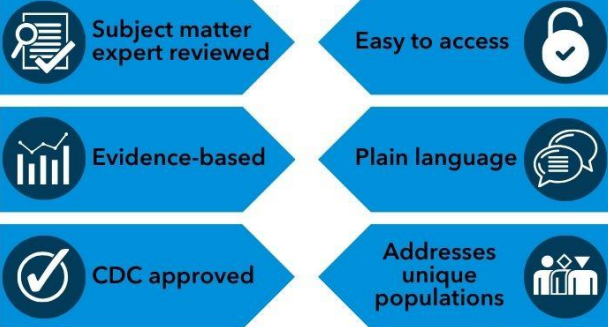 Subject matter
expert reviewed
Easy to access
Evidence-based
Plain language
CDC approved
Addresses
unique
populations